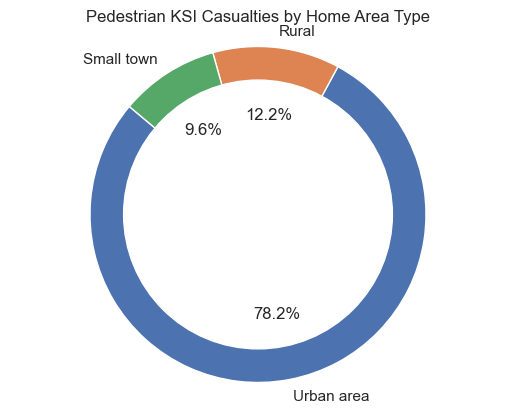 Pedestrian KSI Casualties by Home Area Type
Rural
Small town
12.2%
9.6%
78.2%
Urban area